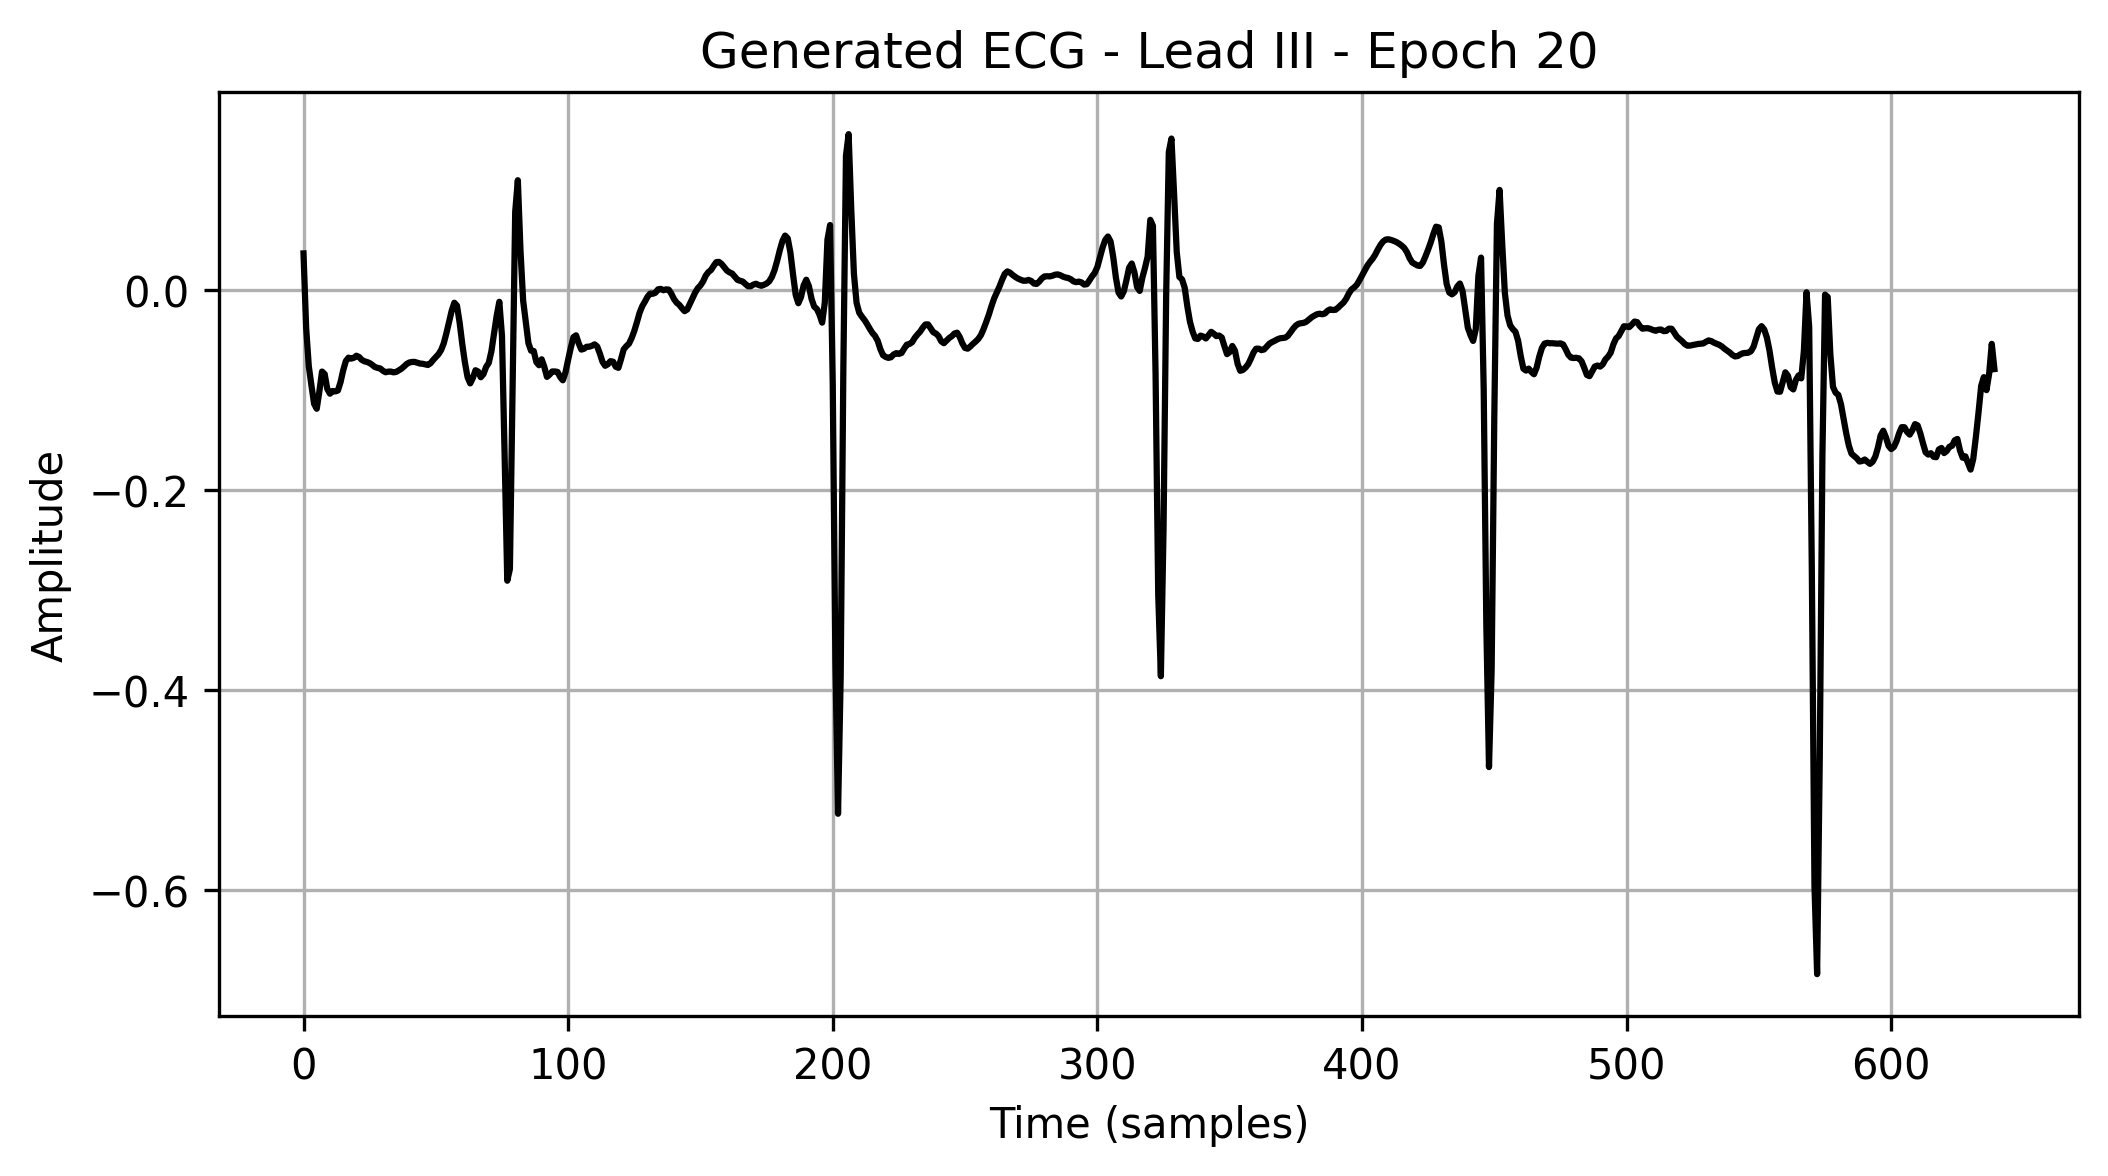 Generated ECG - Lead III - Epoch 20
Amplitude
0.0
−0.2
−0.4
−0.6
0 100 200 300 400 500 600
Time (samples)